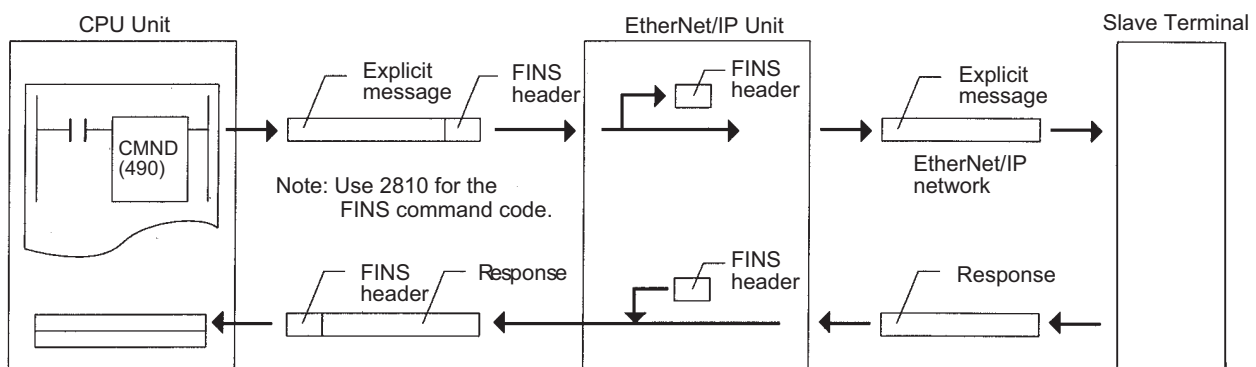 CPU Unit
EtherNet/IP Unit
Slave Terminal
Explicit
message
FINS
header
FINS
header
Explicit
message
CMND
(490)
EtherNet/IP
network
Note: Use 2810 for the
FINS command code.
FINS
header
Response
FINS
header
Response